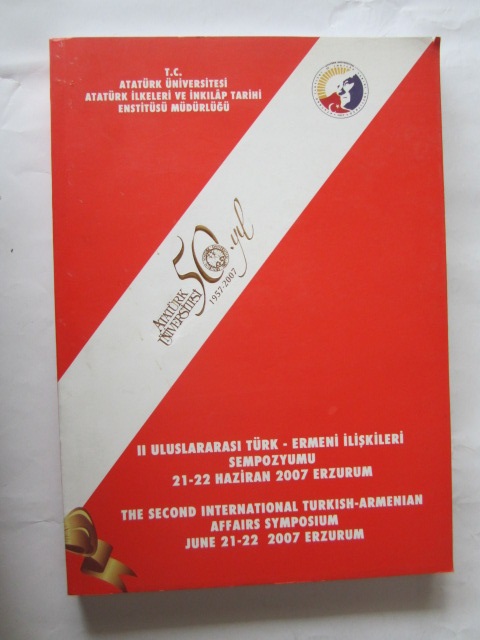 T.C.
ATATÜRK ÜNİVERSİTESİ
ATATÜRK İLKELERİ VE İNKILÂP TARİHİ
ENSTİTÜSÜ MÜDÜRLÜĞÜ
50.yıl
ATATÜRK
ÜNİVERSİTESİ
1957-2007
II ULUSLARARASI TÜRK - ERMENİ İLİŞKİLERİ
SEMPOZYUMU
21-22 HAZİRAN 2007 ERZURUM
THE SECOND INTERNATIONAL TURKISH-ARMENIAN
AFFAIRS SYMPOSIUM
JUNE 21-22 2007 ERZURUM